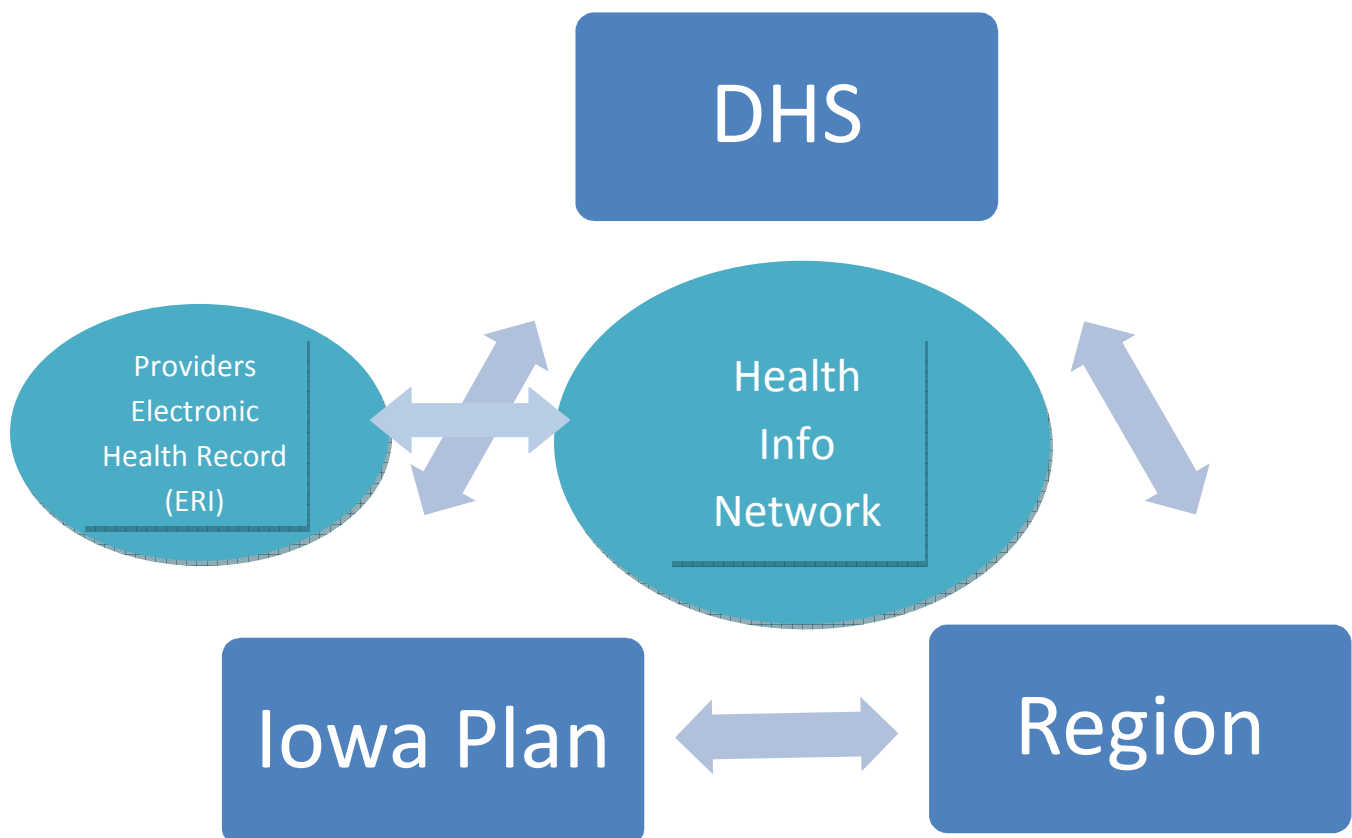 DHS
Providers
Electronic
Health Record
(ERI)
Health
Info
Network
Iowa Plan
Region